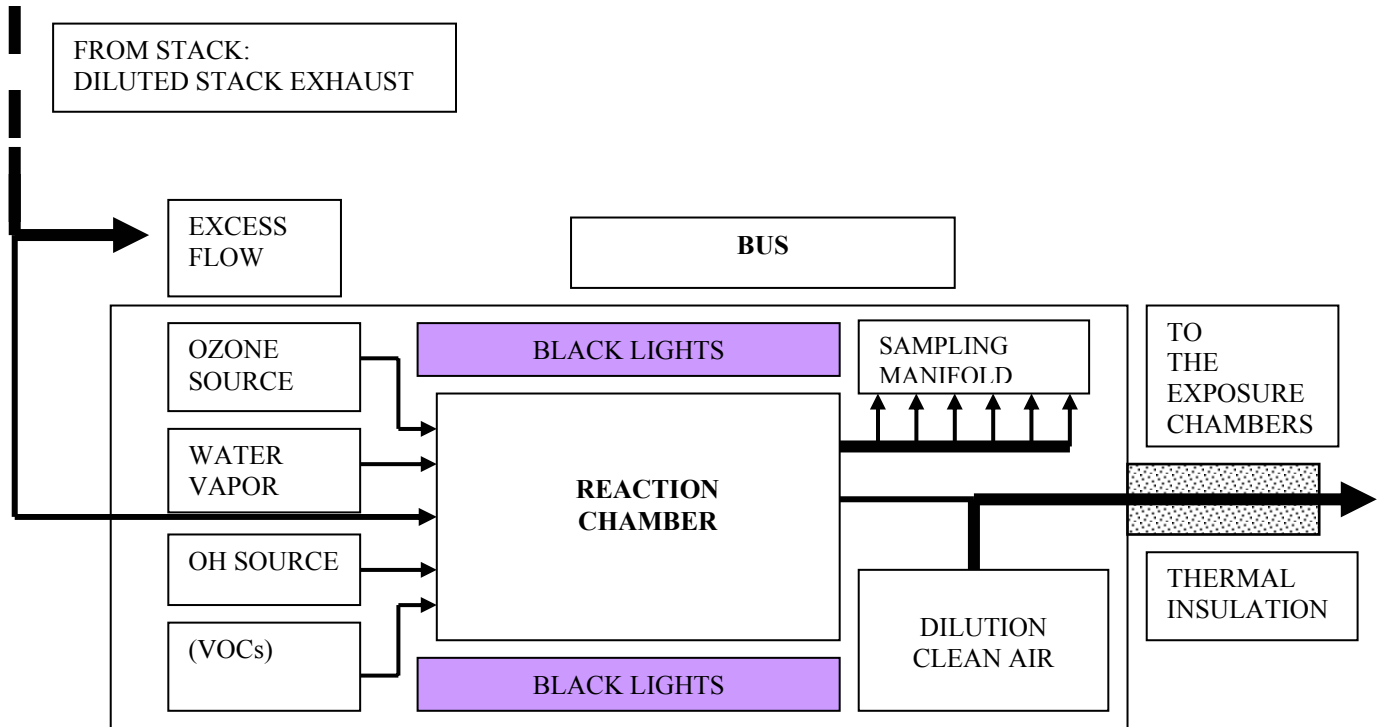 FROM STACK:
DILUTED STACK EXHAUST
EXCESS
FLOW
BUS
OZONE
SOURCE
BLACK LIGHTS
SAMPLING
MANIFOLD
TO
THE
EXPOSURE
CHAMBERS
WATER
VAPOR
REACTION
CHAMBER
OH SOURCE
(VOCs)
DILUTION
CLEAN AIR
THERMAL
INSULATION
BLACK LIGHTS